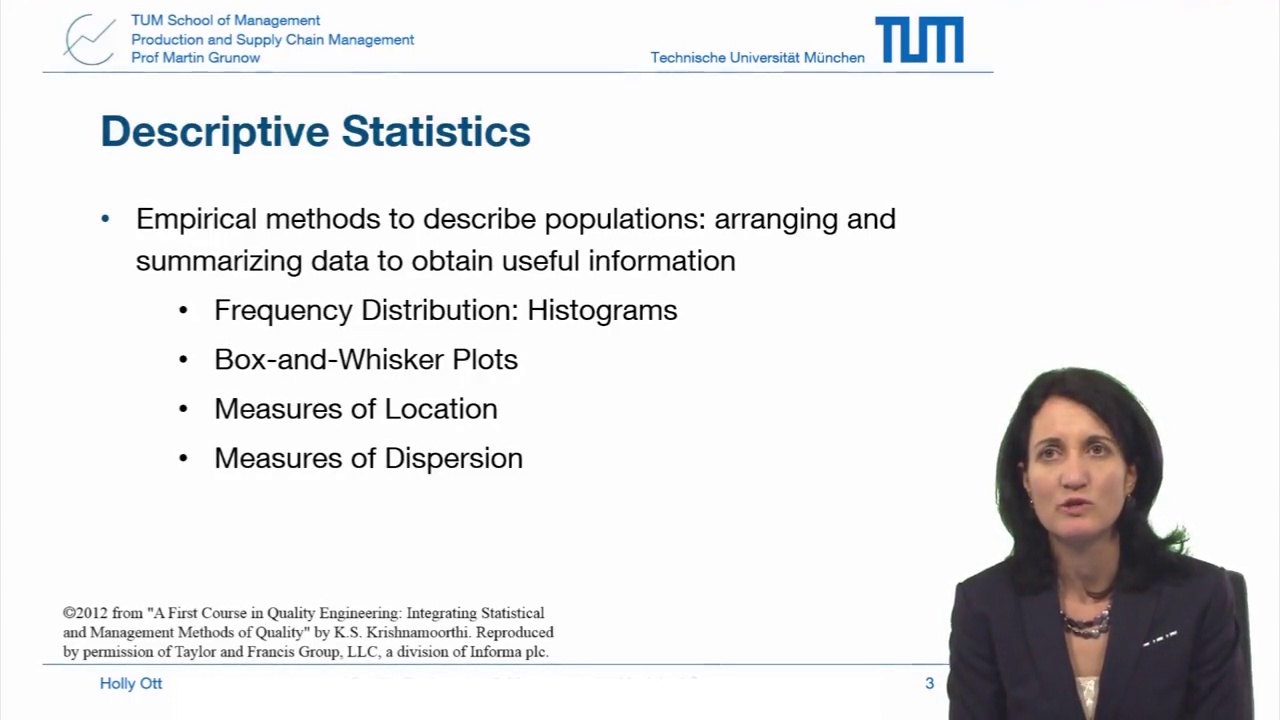 TUM School of Management
Production and Supply Chain Management
Prof Martin Grunow
Technische Universität München
TUM
Descriptive Statistics
• Empirical methods to describe populations: arranging and
summarizing data to obtain useful information
• Frequency Distribution: Histograms
• Box-and-Whisker Plots
• Measures of Location
• Measures of Dispersion
©2012 from "A First Course in Quality Engineering: Integrating Statistical
and Management Methods of Quality" by K.S. Krishnamoorthi. Reproduced
by permission of Taylor and Francis Group, LLC, a division of Informa plc.
Holly Ott
3